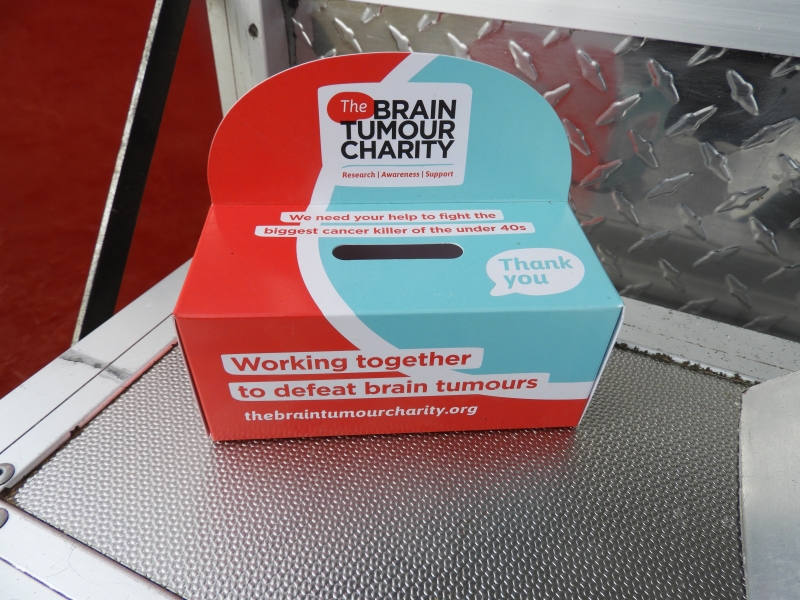 The BRAIN
TUMOUR
CHARITY
Research | Awareness | Support
We need your help to fight the
biggest cancer killer of the under 40s
Thank
you
Working together
to defeat brain tumours
thebraintumourcharity.org